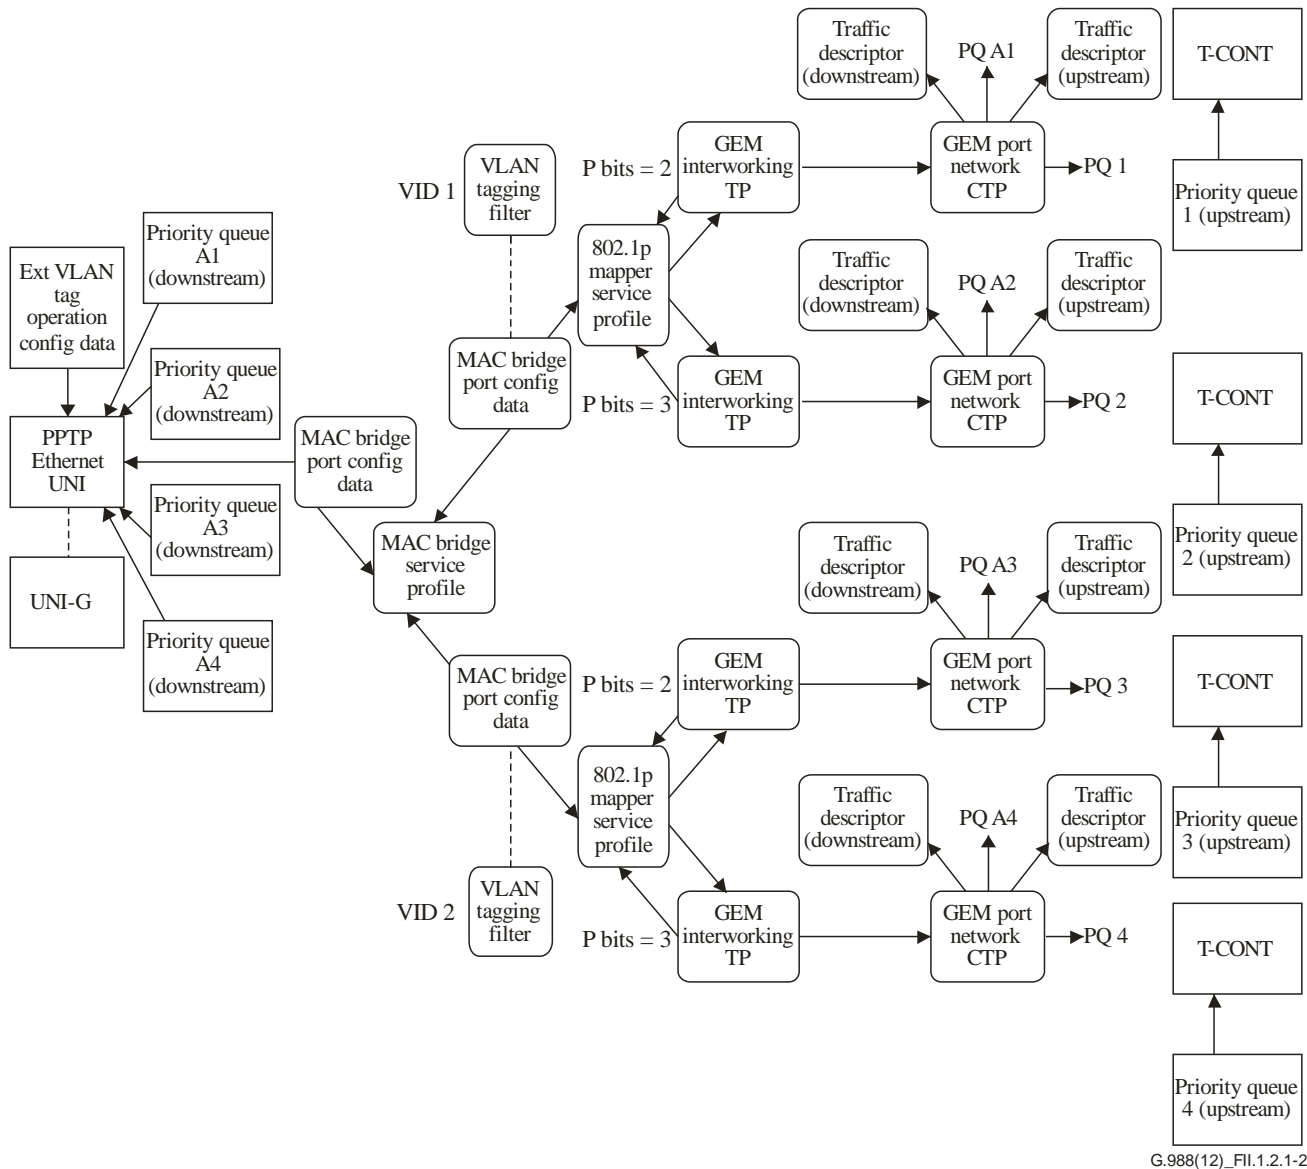 Traffic
descriptor
(downstream)
PQ A1
Traffic
descriptor
(upstream)
T-CONT
VID 1
VLAN
tagging
filter
P bits = 2
GEM
interworking
TP
GEM port
network
CTP
PQ 1
Priority queue
1 (upstream)
Ext VLAN
tag
operation
config data
Priority queue
A1
(downstream)
802.1p
mapper
service
profile
Traffic
descriptor
(downstream)
PQ A2
Traffic
descriptor
(upstream)
Priority queue
A2
(downstream)
MAC bridge
port config
data
P bits = 3
GEM
interworking
TP
GEM port
network
CTP
PQ 2
T-CONT
PPTP
Ethernet
UNI
MAC bridge
port config
data
Priority queue
A3
(downstream)
MAC bridge
service
profile
Traffic
descriptor
(downstream)
PQ A3
Traffic
descriptor
(upstream)
Priority queue
2 (upstream)
UNI-G
Priority queue
A4
(downstream)
MAC bridge
port config
data
P bits = 2
GEM
interworking
TP
GEM port
network
CTP
PQ 3
T-CONT
802.1p
mapper
service
profile
Traffic
descriptor
(downstream)
PQ A4
Traffic
descriptor
(upstream)
Priority queue
3 (upstream)
VID 2
VLAN
tagging
filter
P bits = 3
GEM
interworking
TP
GEM port
network
CTP
PQ 4
T-CONT
Priority queue
4 (upstream)
G.988(12)_FII.1.2.1-2